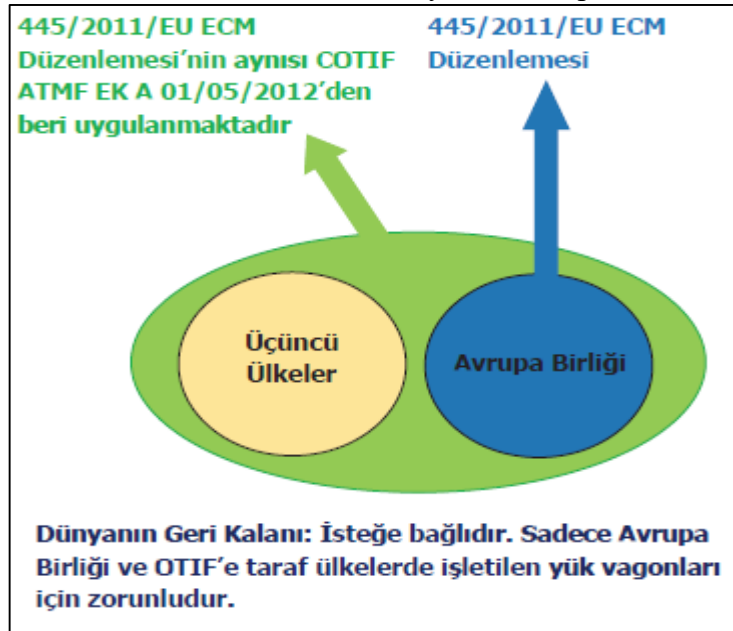 445/2011/EU ECM
Düzenlemesi’nin aynısı COTIF
ATMF EK A 01/05/2012’den
beri uygulanmaktadır
445/2011/EU ECM
Düzenlemesi
Üçüncü
Ülkeler
Avrupa Birliği
Dünyanın Geri Kalanı: İsteğe bağlıdır. Sadece Avrupa
Birliği ve OTIF’e taraf ülkelerde işletilen yük vagonları
için zorunludur.